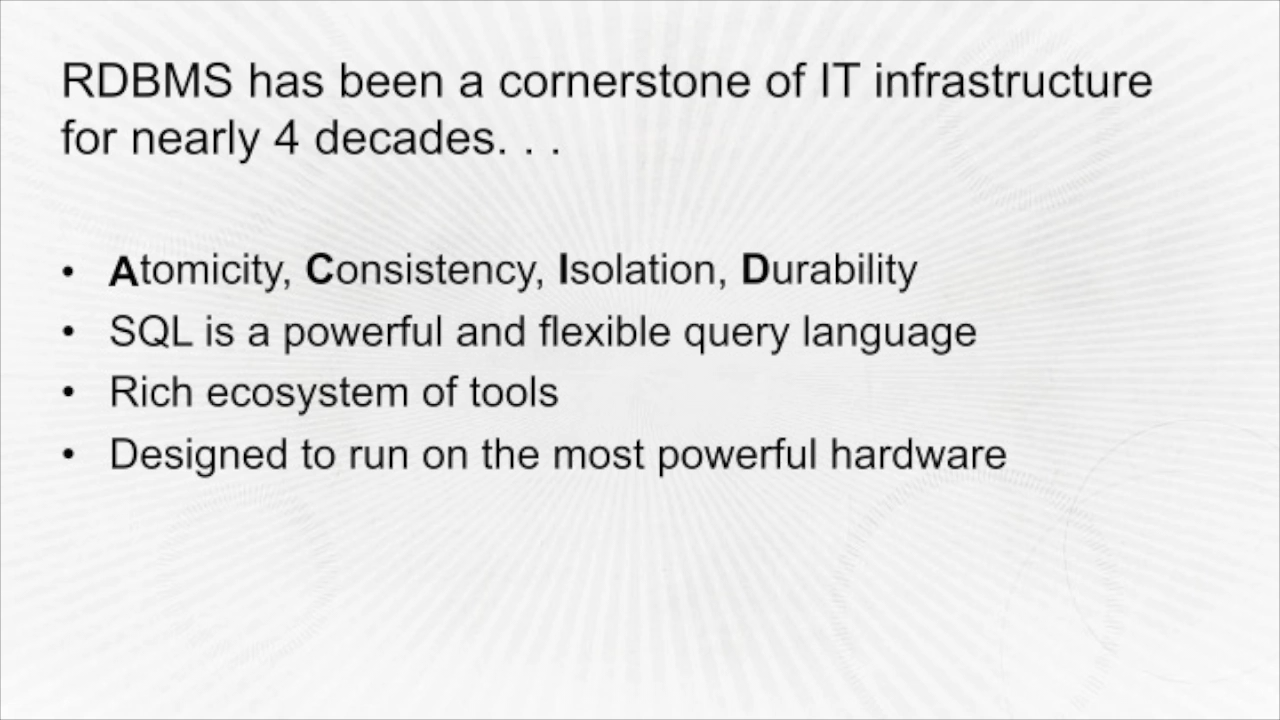 RDBMS has been a cornerstone of IT infrastructure
for nearly 4 decades. . .
• Atomicity, Consistency, Isolation, Durability
• SQL is a powerful and flexible query language
• Rich ecosystem of tools
• Designed to run on the most powerful hardware